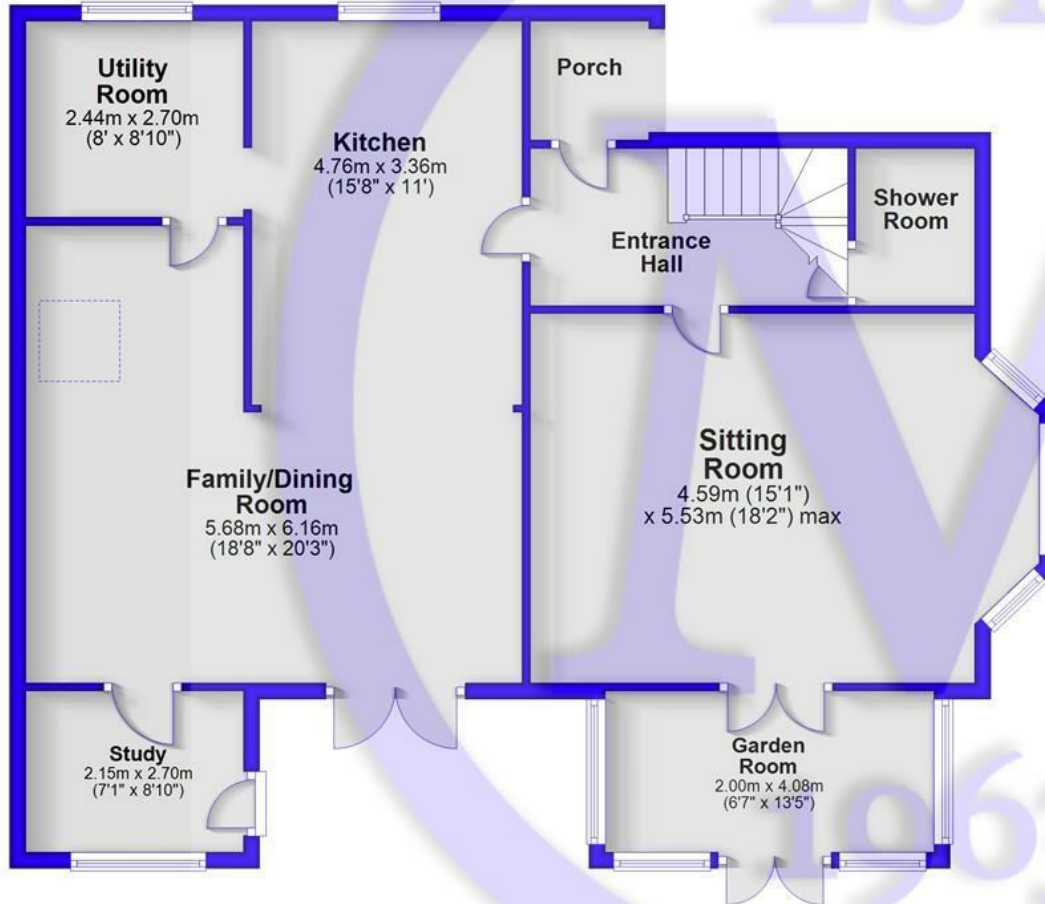 Utility
Room
2.44m x 2.70m
(8' x 8'10")
Kitchen
4.76m x 3.36m
(15'8" x 11')
Porch
Shower
Room
Entrance
Hall
Sitting
Room
4.59m (15'1")
x 5.53m (18'2") max
Family/Dining
Room
5.68m x 6.16m
(18'8" x 20'3")
Study
2.15m x 2.70m
(7'1" x 8'10")
Garden
Room
2.00m x 4.08m
(6'7" x 13'5")